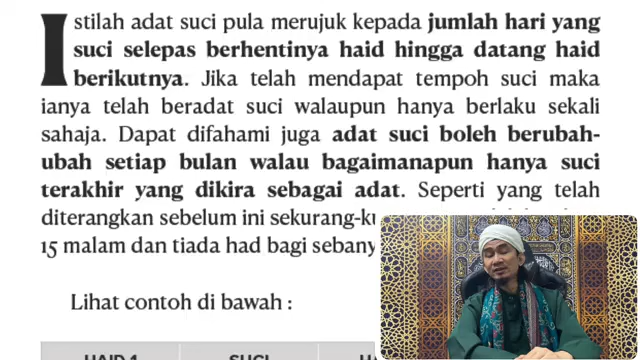 Istilah adat suci pula merujuk kepada jumlah hari yang
suci selepas berhentinya haid hingga datang haid
berikutnya. Jika telah mendapat tempoh suci maka
ianya telah beradat suci walaupun hanya berlaku sekali
sahaja. Dapat difahami juga adat suci boleh berubah-
ubah setiap bulan walau bagaimanapun hanya suci
terakhir yang dikira sebagai adat. Seperti yang telah
diterangkan sebelum ini
15 malam dan tiada had bagi
Lihat contoh di bawah :
HAID 1 SUCI